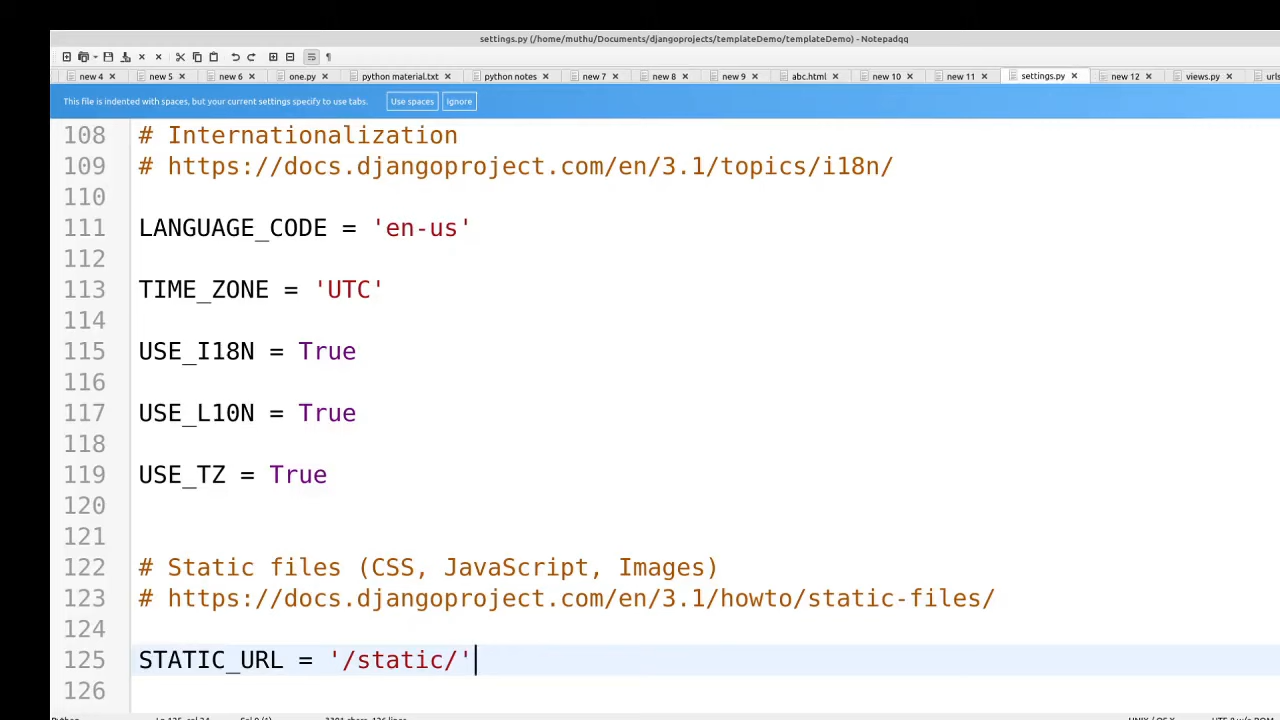 settings.py (/home/muthu/Documents/djangoprojects/templateDemo/templateDemo) - Notepadqq
new 4 new 5 new 6 one.py python material.txt python notes new 7 new 8 new 9 abc.html new 10 new 11 settings.py new 12 views.py
This file is indented with spaces, but your current settings specify to use tabs. Use spaces Ignore
108 # Internationalization
109 # https://docs.djangoproject.com/en/3.1/topics/i18n/
110
111 LANGUAGE_CODE = 'en-us'
112
113 TIME_ZONE = 'UTC'
114
115 USE_I18N = True
116
117 USE_L10N = True
118
119 USE_TZ = True
120
121
122 # Static files (CSS, JavaScript, Images)
123 # https://docs.djangoproject.com/en/3.1/howto/static-files/
124
125 STATIC_URL = '/static/'
126